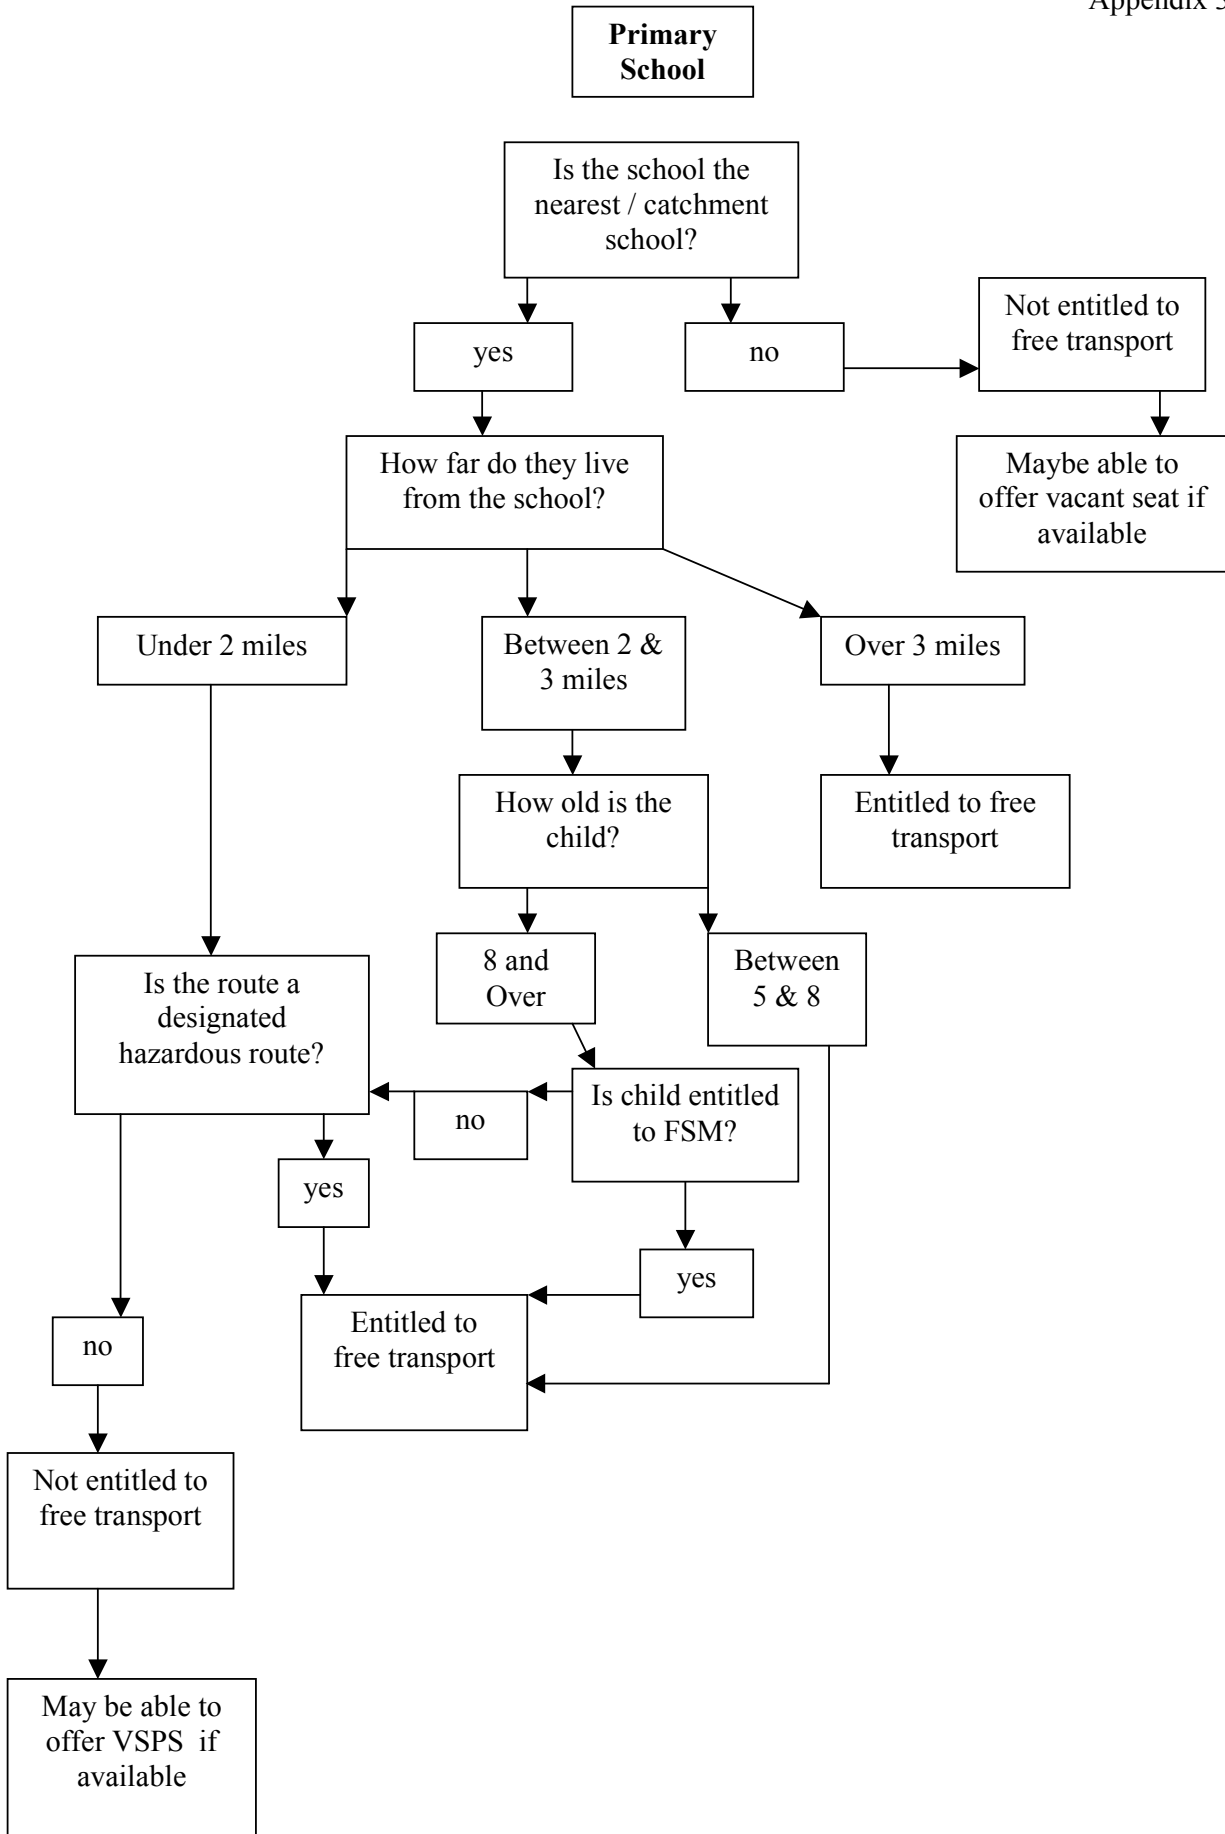 Appendix 3
Primary
School
Is the school the
nearest / catchment
school?
Not entitled to
free transport
yes
no
How far do they live
from the school?
Maybe able to
offer vacant seat if
available
Under 2 miles
Between 2 &
3 miles
Over 3 miles
How old is the
child?
Entitled to free
transport
8 and
Over
Between
5 & 8
Is the route a
designated
hazardous route?
Is child entitled
to FSM?
no
yes
yes
Entitled to
free transport
no
Not entitled to
free transport
May be able to
offer VSPS  if
available